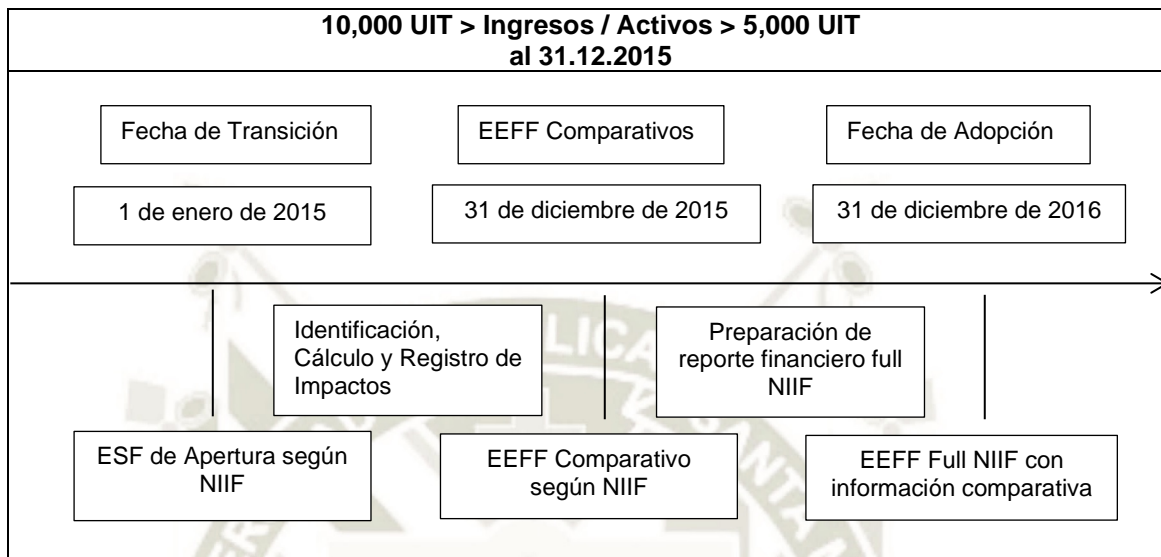 10,000 UIT > Ingresos / Activos > 5,000 UIT
al 31.12.2015
Fecha de Transición
EEFF Comparativos
Fecha de Adopción
1 de enero de 2015
31 de diciembre de 2015
31 de diciembre de 2016
Identificación,
Cálculo y Registro de
Impactos
Preparación de
reporte financiero full
NIIF
ESF de Apertura según
NIIF
EEFF Comparativo
según NIIF
EEFF Full NIIF con
información comparativa